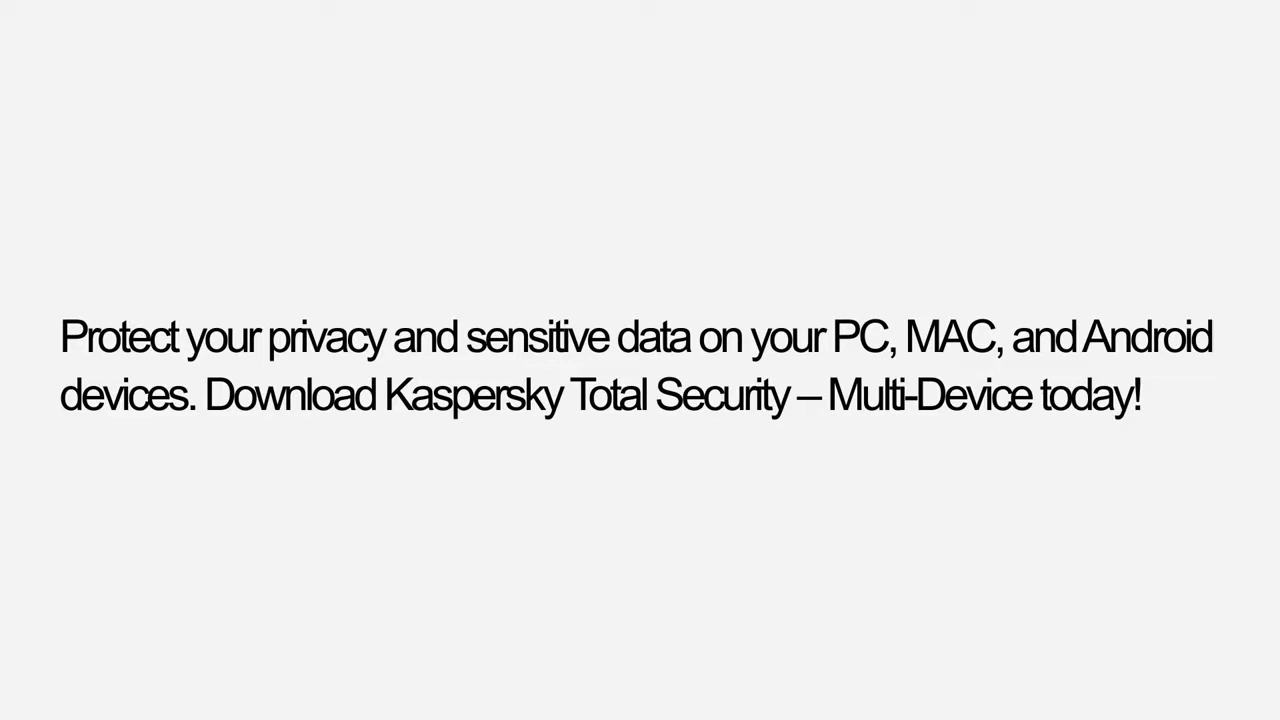 Protect your privacy and sensitive data on your PC, MAC, and Android
devices. Download Kaspersky Total Security – Multi-Device today!